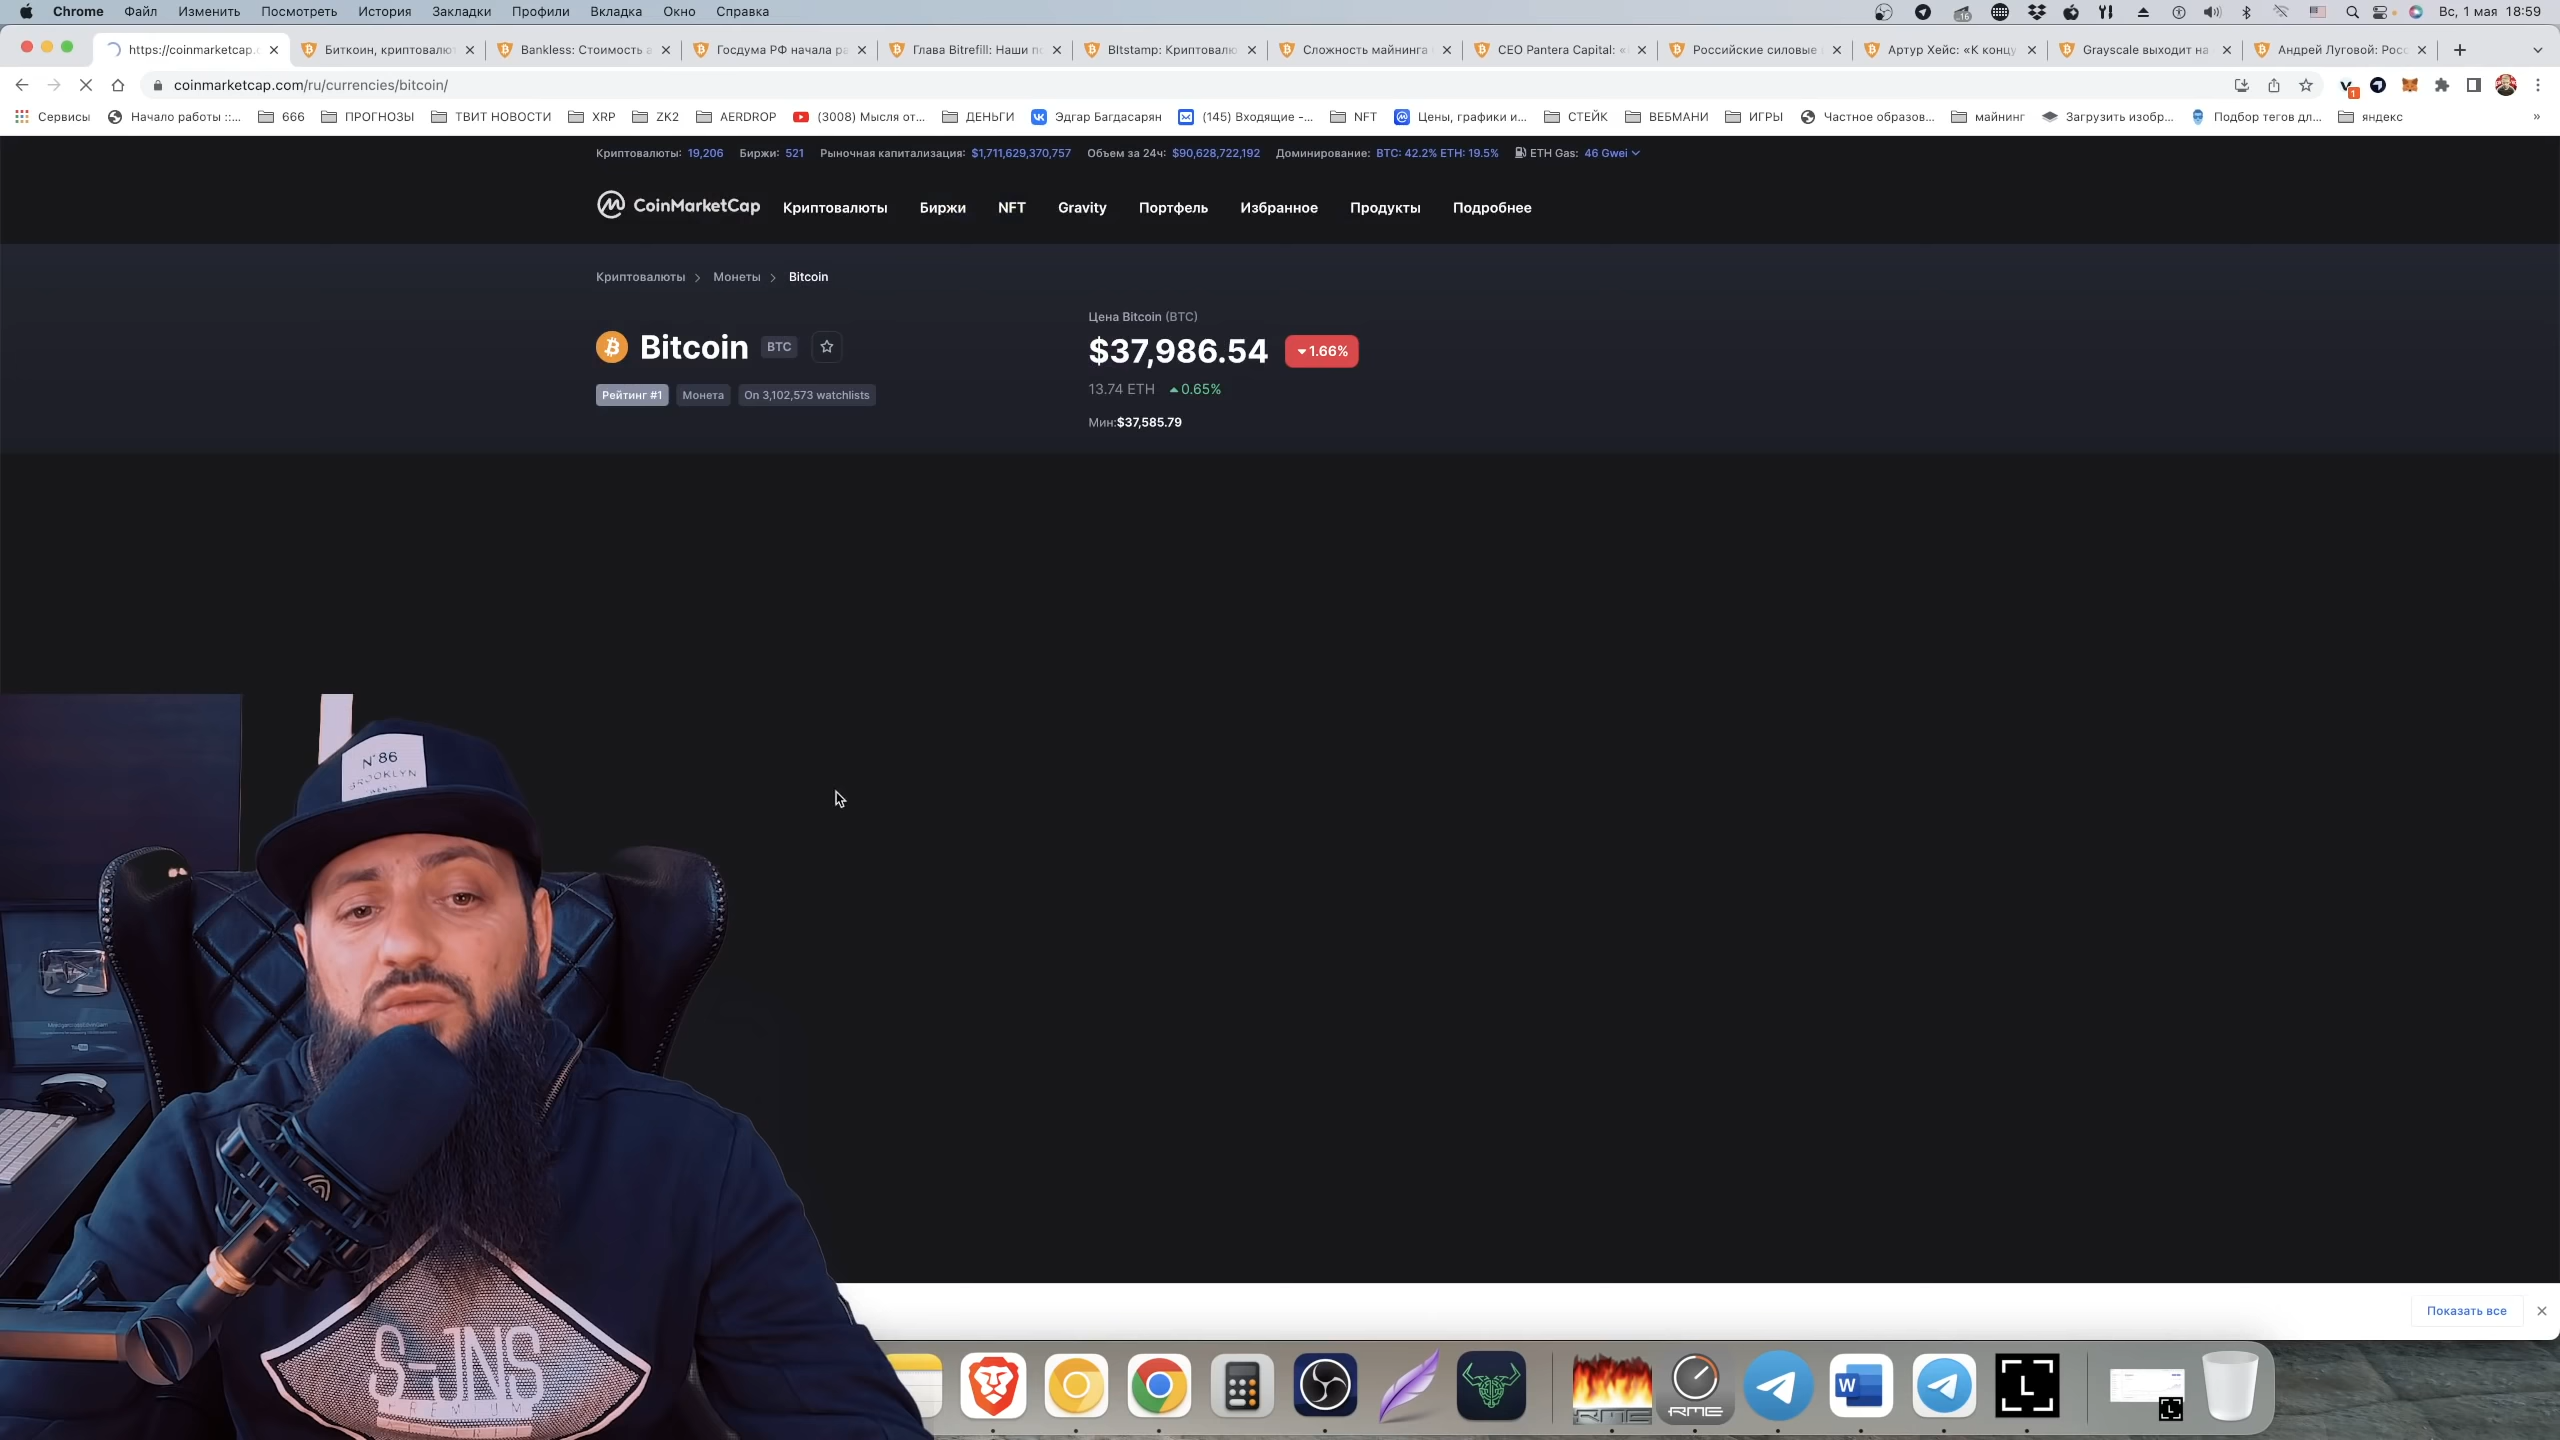 Chrome Файл Изменить Посмотреть История Закладки Профили Вкладка Окно Справка 16 Вс, 1 мая 18:59
https://coinmarketcap. Биткоин, криптовалют Bankless: Стоимость Госдума РФ начала Глава Bitrefill: Наши BItstamp: Криптовалю Сложность майнинга CEO Pantera Capital: « Российские силовые Артур Хейс: «К концу Grayscale выходит на Андрей Луговой: Рос
coinmarketcap.com/ru/currencies/bitcoin/ 1
Сервисы Начало работы ::... 666 ПРОГНОЗЫ ТВИТ НОВОСТИ XRP ZK2 AERDROP (3008) Мысля от... ДЕНЬГИ Эдгар Багдасарян (145) Входящие -... NFT Цены, графики и... СТЕЙК ВЕБМАНИ ИГРЫ Частное образов... майнинг Загрузить изобр... Подбор тегов дл... яндекс »
Криптовалюты: 19,206 Биржи: 521 Рыночная капитализация: $1,711,629,370,757 Объем за 24ч: $90,628,722,192 Доминирование: BTC: 42.2% ETH: 19.5% ETH Gas: 46 Gwei
CoinMarketCap Криптовалюты Биржи NFT Gravity Портфель Избранное Продукты Подробнее
Криптовалюты > Монеты > Bitcoin
Цена Bitcoin (BTC)
Bitcoin BTC $37,986.54 1.66%
Рейтинг #1 Монета On 3,102,573 watchlists 13.74 ETH 0.65%
Мин:$37,585.79
N°86
BROOKLYN
YouTube
S-JNS
PREMIUM
Показать все
RME RME W L L